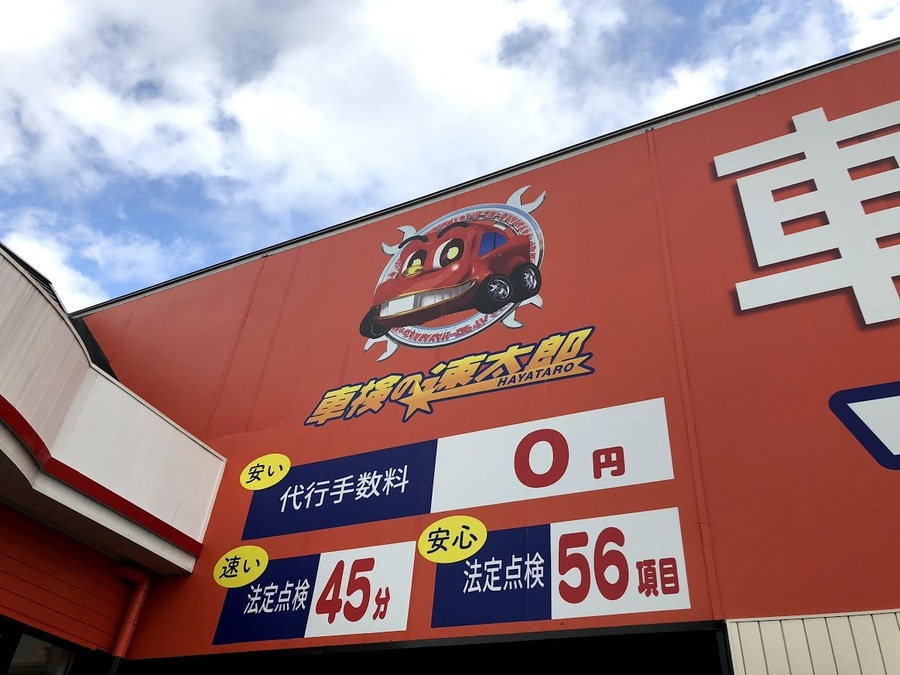 車検の速太郎
HAYATARO
車
安い
代行手数料 0円
速い
法定点検 45分
安心
法定点検 56項目